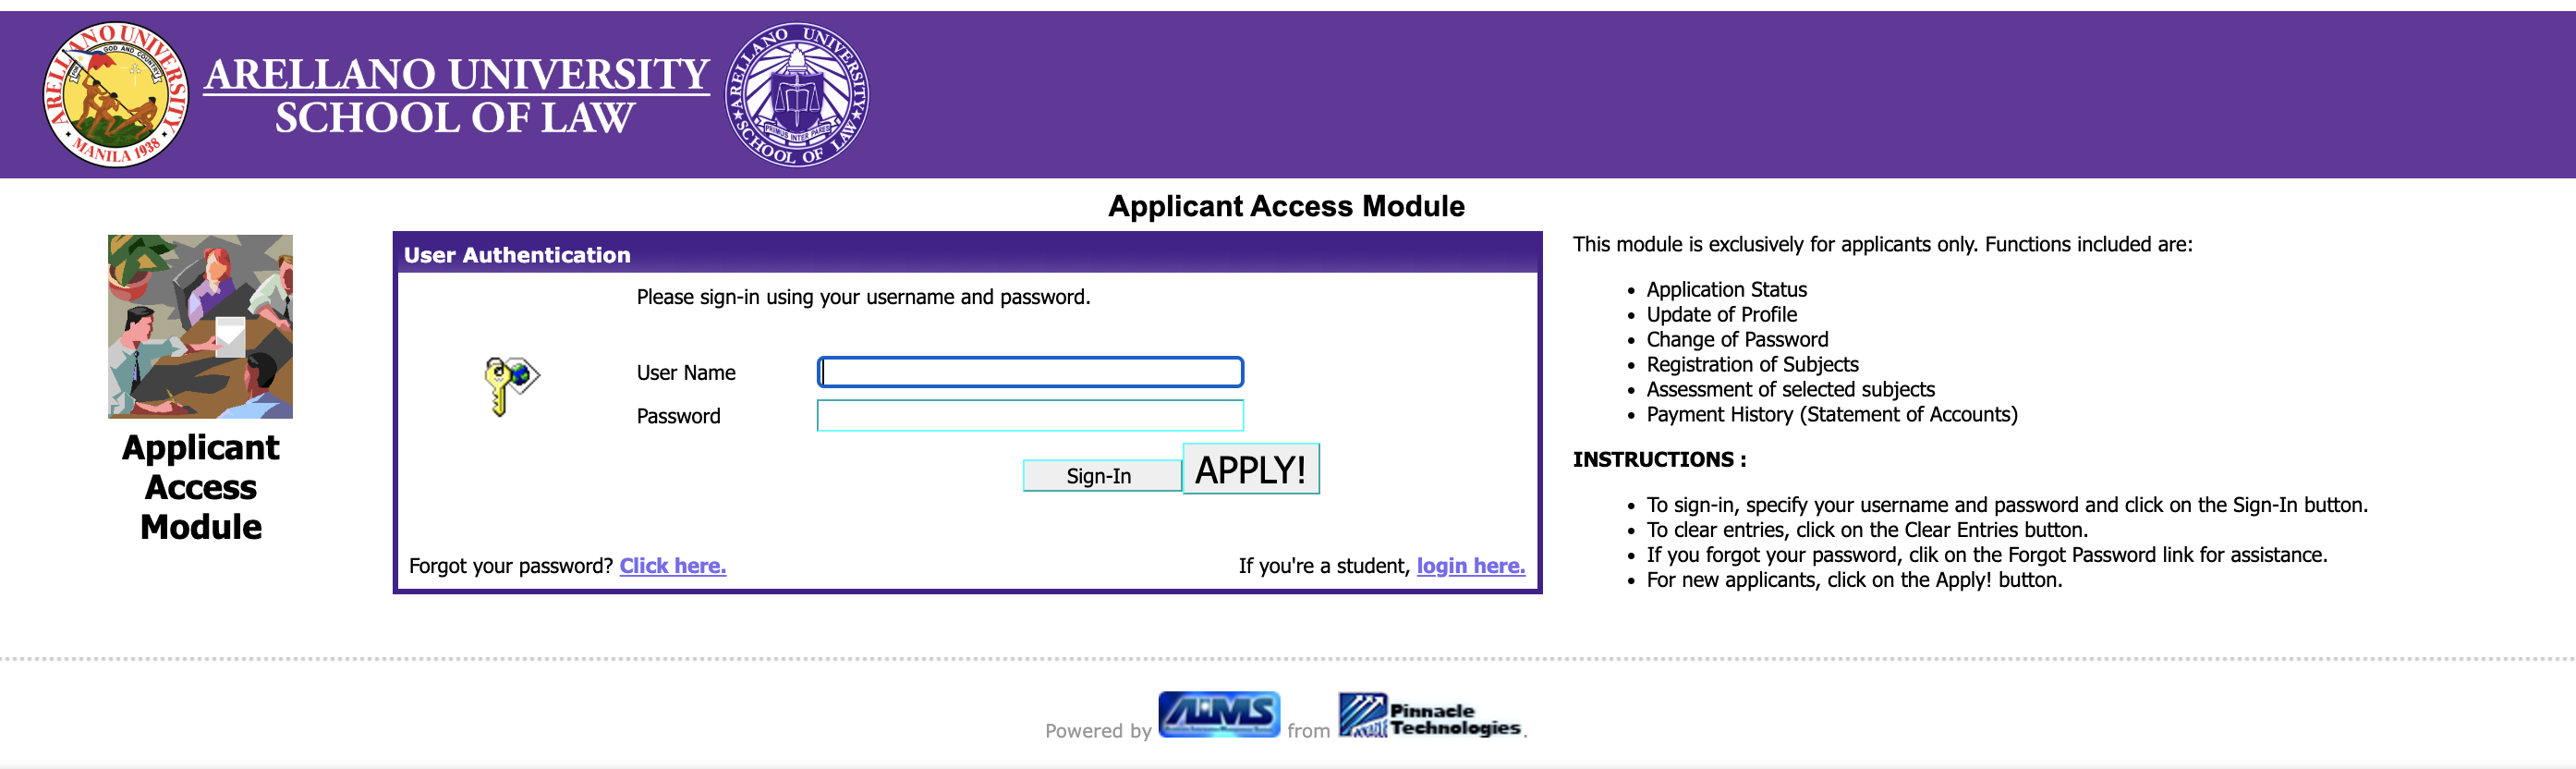 ARELLANO UNIVERSITY
FOR GOD AND COUNTRY
MANILA 1938
ARELLANO UNIVERSITY
SCHOOL OF LAW
ARELLANO UNIVERSITY
PRIMUS INTER PARES
SCHOOL OF LAW
Applicant Access Module
Applicant
Access
Module
User Authentication
Please sign-in using your username and password.
User Name
Password
Sign-In
APPLY!
Forgot your password? Click here.
If you're a student, login here.
This module is exclusively for applicants only. Functions included are:
• Application Status
• Update of Profile
• Change of Password
• Registration of Subjects
• Assessment of selected subjects
• Payment History (Statement of Accounts)
INSTRUCTIONS :
• To sign-in, specify your username and password and click on the Sign-In button.
• To clear entries, click on the Clear Entries button.
• If you forgot your password, clik on the Forgot Password link for assistance.
• For new applicants, click on the Apply! button.
Powered by AIMS from Pinnacle Technologies.